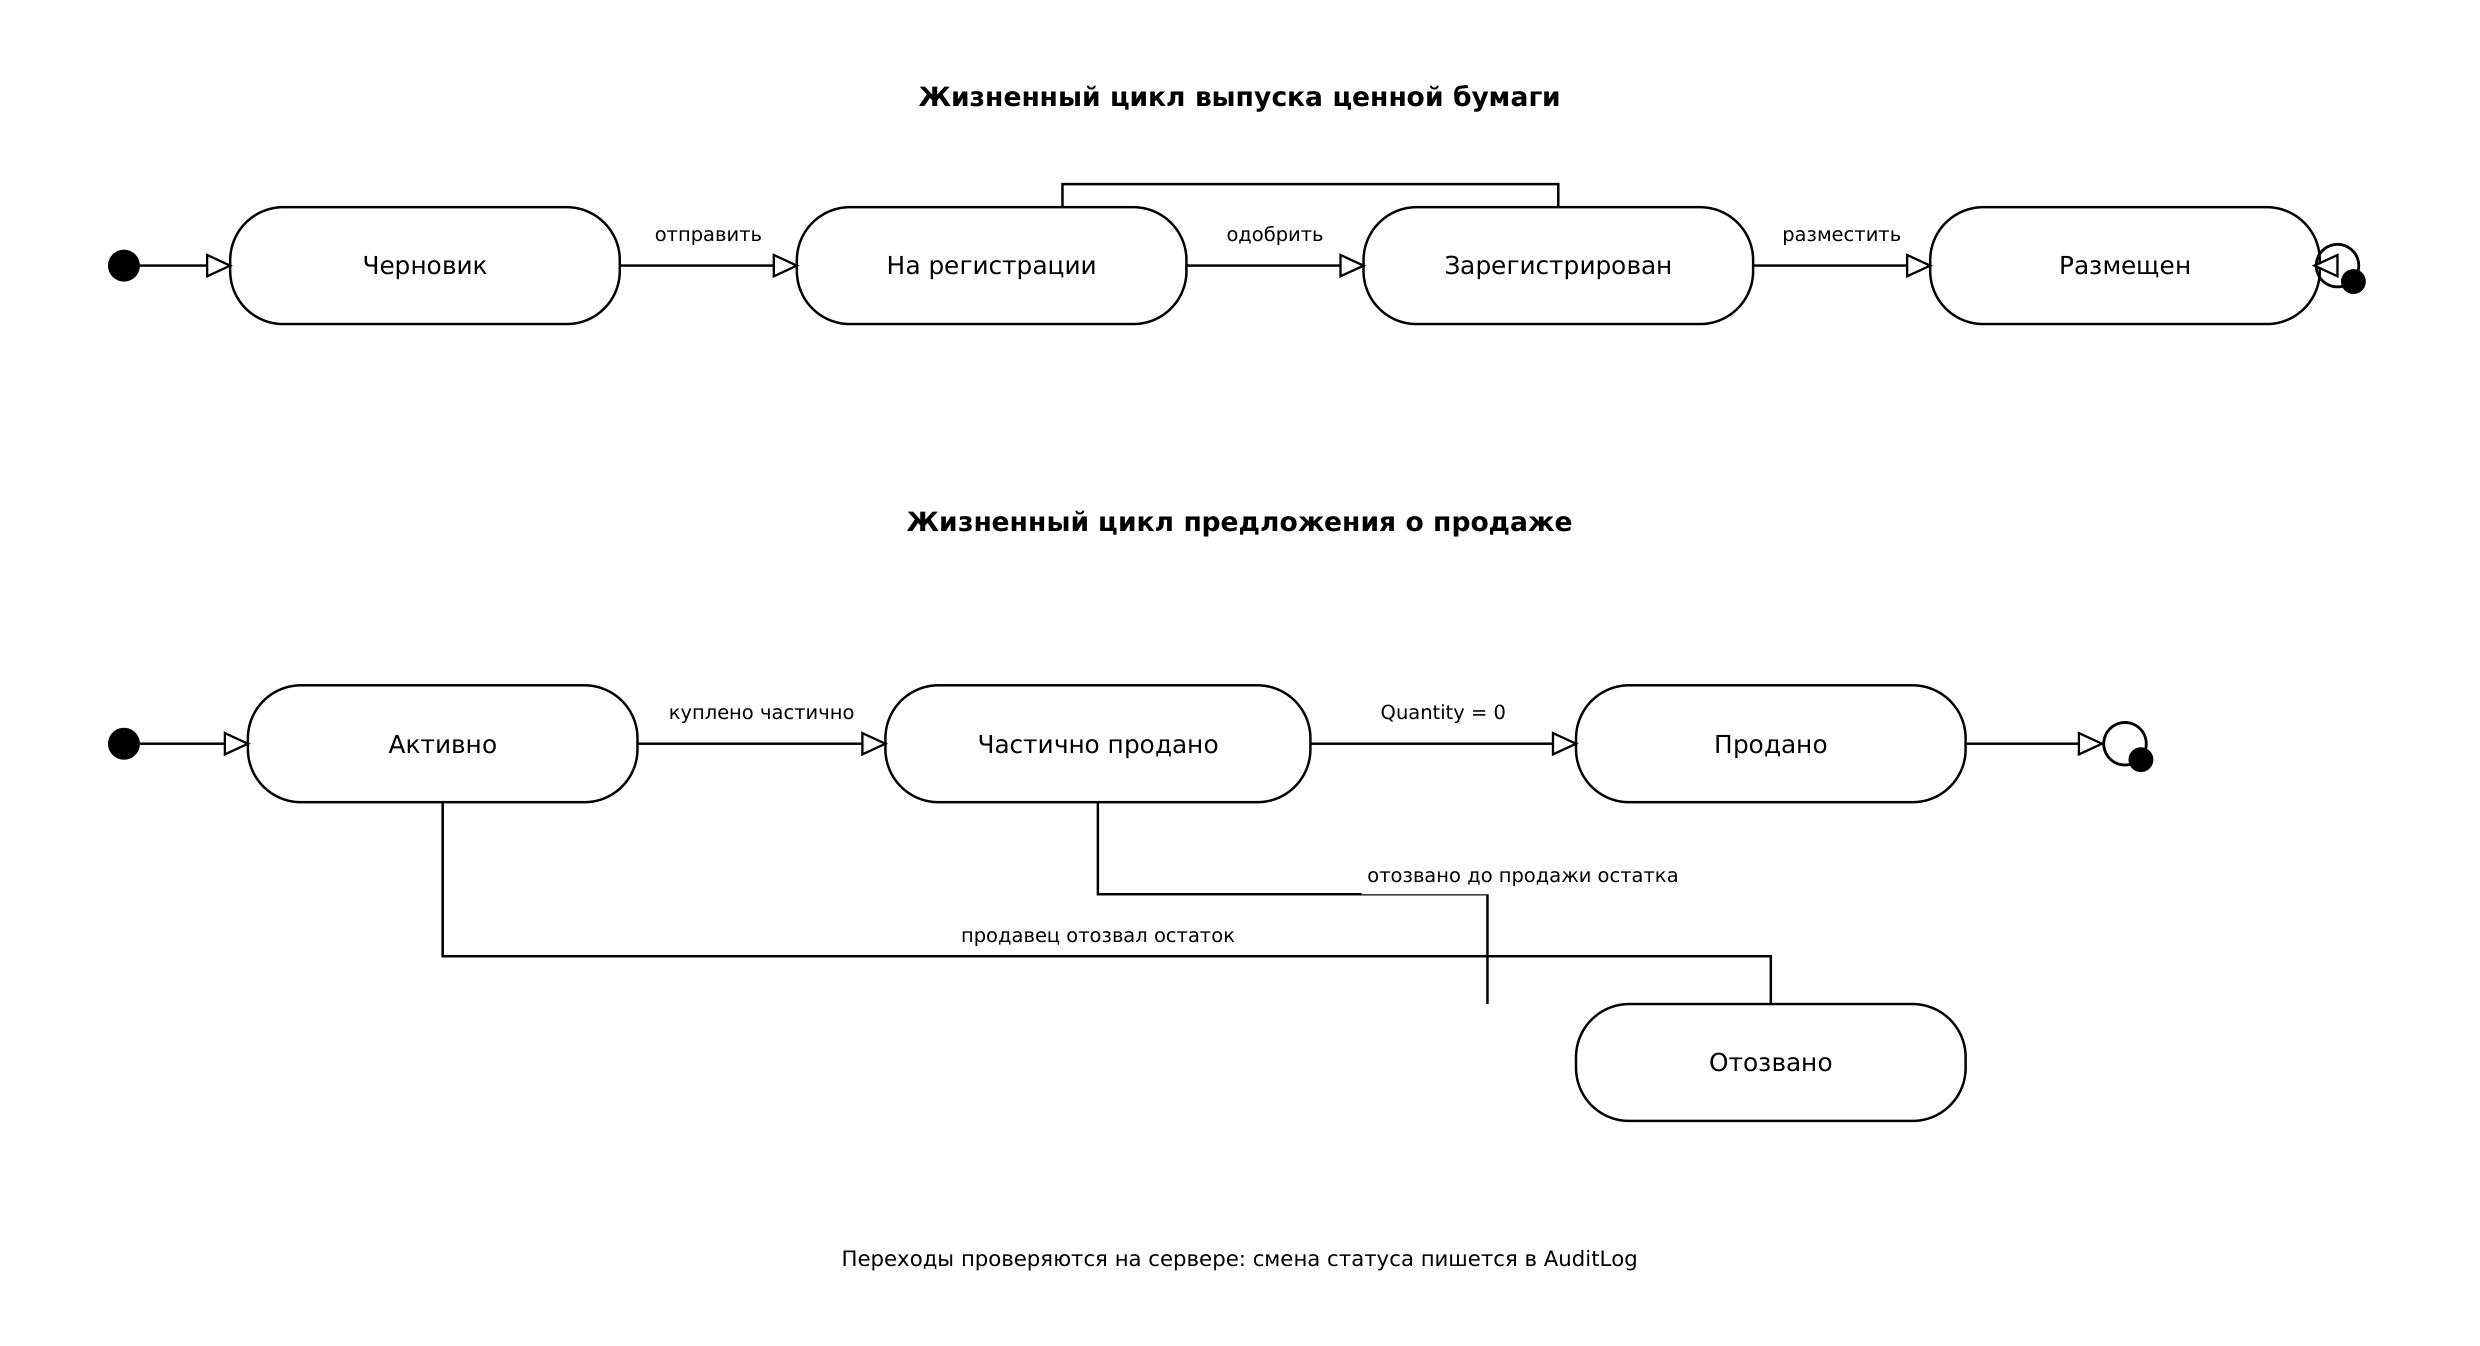 Жизненный цикл выпуска ценной бумаги
отправить
одобрить
разместить
Черновик
На регистрации
Зарегистрирован
Размещен
Жизненный цикл предложения о продаже
куплено частично
Quantity = 0
Активно
Частично продано
Продано
отозвано до продажи остатка
продавец отозвал остаток
Отозвано
Переходы проверяются на сервере: смена статуса пишется в AuditLog